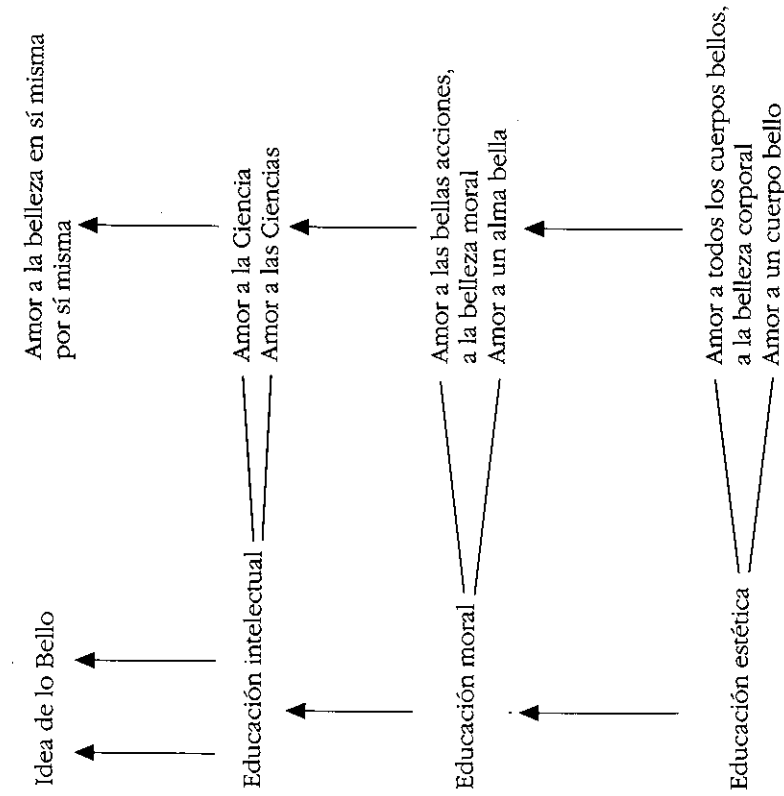 Idea de lo Bello
Amor a la belleza en sí misma
por sí misma
Educación intelectual
Amor a la Ciencia
Amor a las Ciencias
Educación moral
Amor a las bellas acciones,
a la belleza moral
Amor a un alma bella
Educación estética
Amor a todos los cuerpos bellos,
a la belleza corporal
Amor a un cuerpo bello